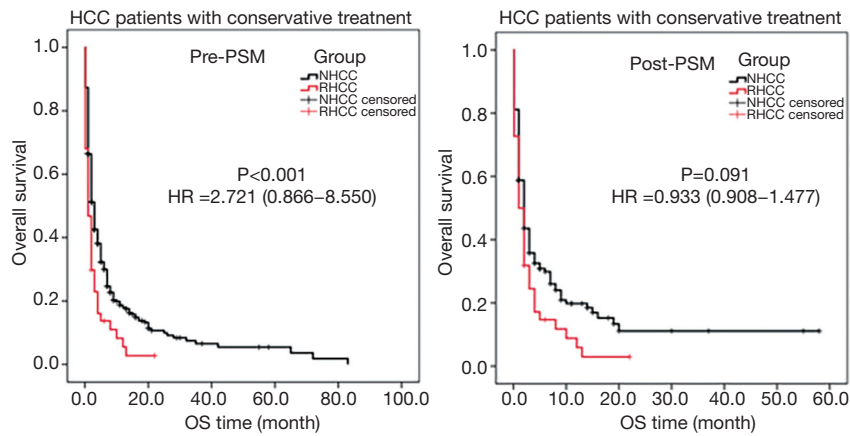 HCC patients with conservative treatnent
Pre-PSM
Group
NHCC
RHCC
NHCC censored
RHCC censored
P<0.001
HR =2.721 (0.866–8.550)
Overall survival
1.0
0.8
0.6
0.4
0.2
0.0
0.0 20.0 40.0 60.0 80.0 100.0
OS time (month)
HCC patients with conservative treatnent
Post-PSM
Group
NHCC
RHCC
NHCC censored
RHCC censored
P=0.091
HR =0.933 (0.908–1.477)
Overall survival
1.0
0.8
0.6
0.4
0.2
0.0
0.0 10.0 20.0 30.0 40.0 50.0 60.0
OS time (month)